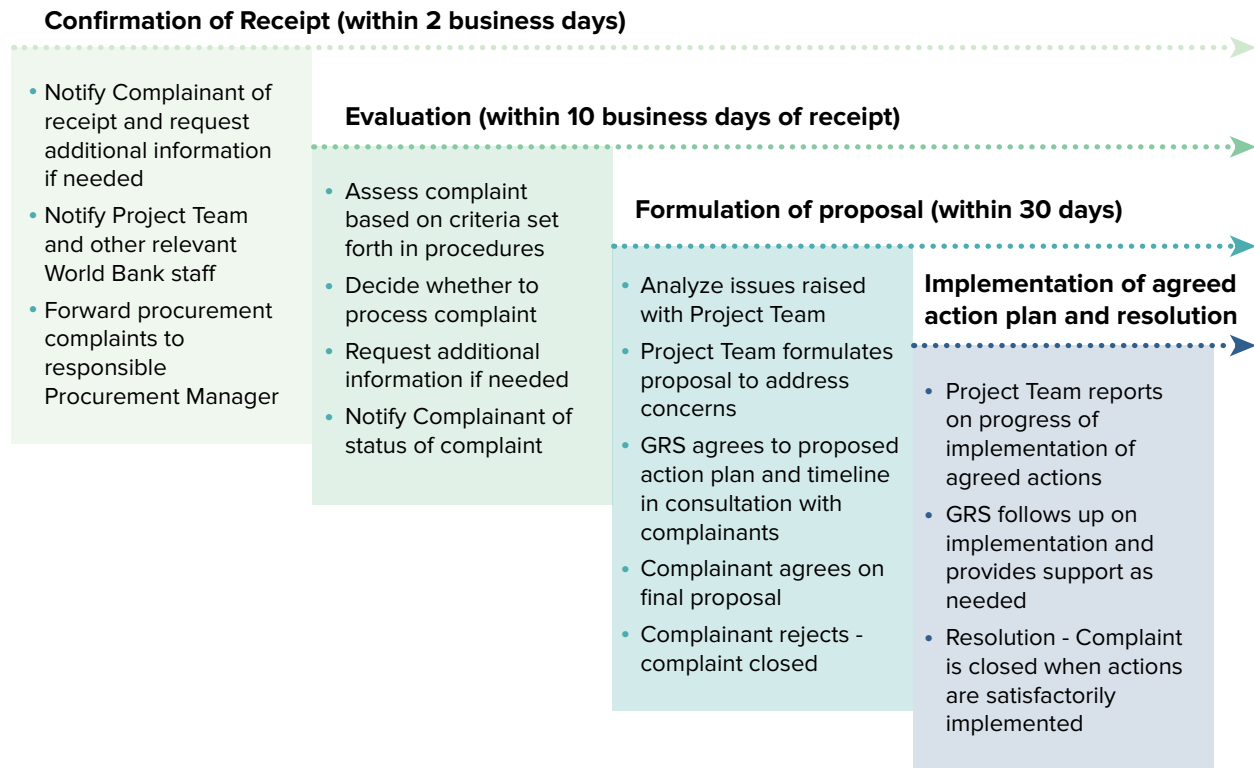 Confirmation of Receipt (within 2 business days)
• Notify Complainant of
receipt and request
additional information
if needed
• Notify Project Team
and other relevant
World Bank staff
• Forward procurement
complaints to
responsible
Procurement Manager
Evaluation (within 10 business days of receipt)
• Assess complaint
based on criteria set
forth in procedures
• Decide whether to
process complaint
• Request additional
information if needed
• Notify Complainant of
status of complaint
Formulation of proposal (within 30 days)
• Analyze issues raised
with Project Team
• Project Team formulates
proposal to address
concerns
• GRS agrees to proposed
action plan and timeline
in consultation with
complainants
• Complainant agrees on
final proposal
• Complainant rejects -
complaint closed
Implementation of agreed
action plan and resolution
• Project Team reports
on progress of
implementation of
agreed actions
• GRS follows up on
implementation and
provides support as
needed
• Resolution - Complaint
is closed when actions
are satisfactorily
implemented